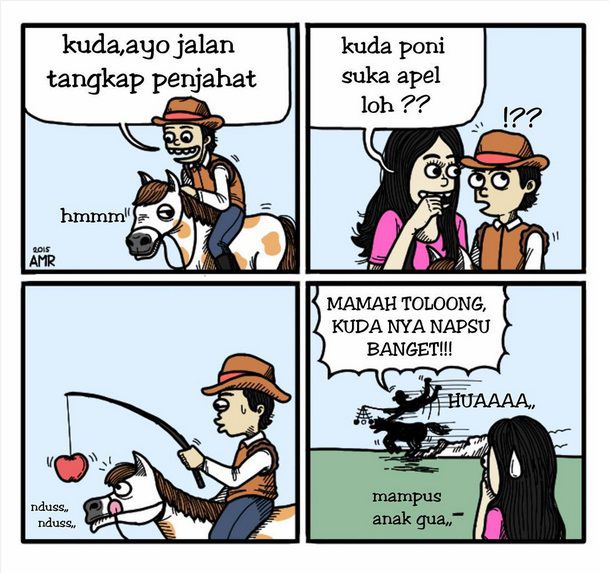 kuda,ayo jalan
tangkap penjahat
hmmm
2015
AMR
kuda poni
suka apel
loh ??
!??
nduss,,
nduss,,
MAMAH TOLOONG,
KUDA NYA NAPSU
BANGET!!!
HUAAAA,,
mampus
anak gua,,